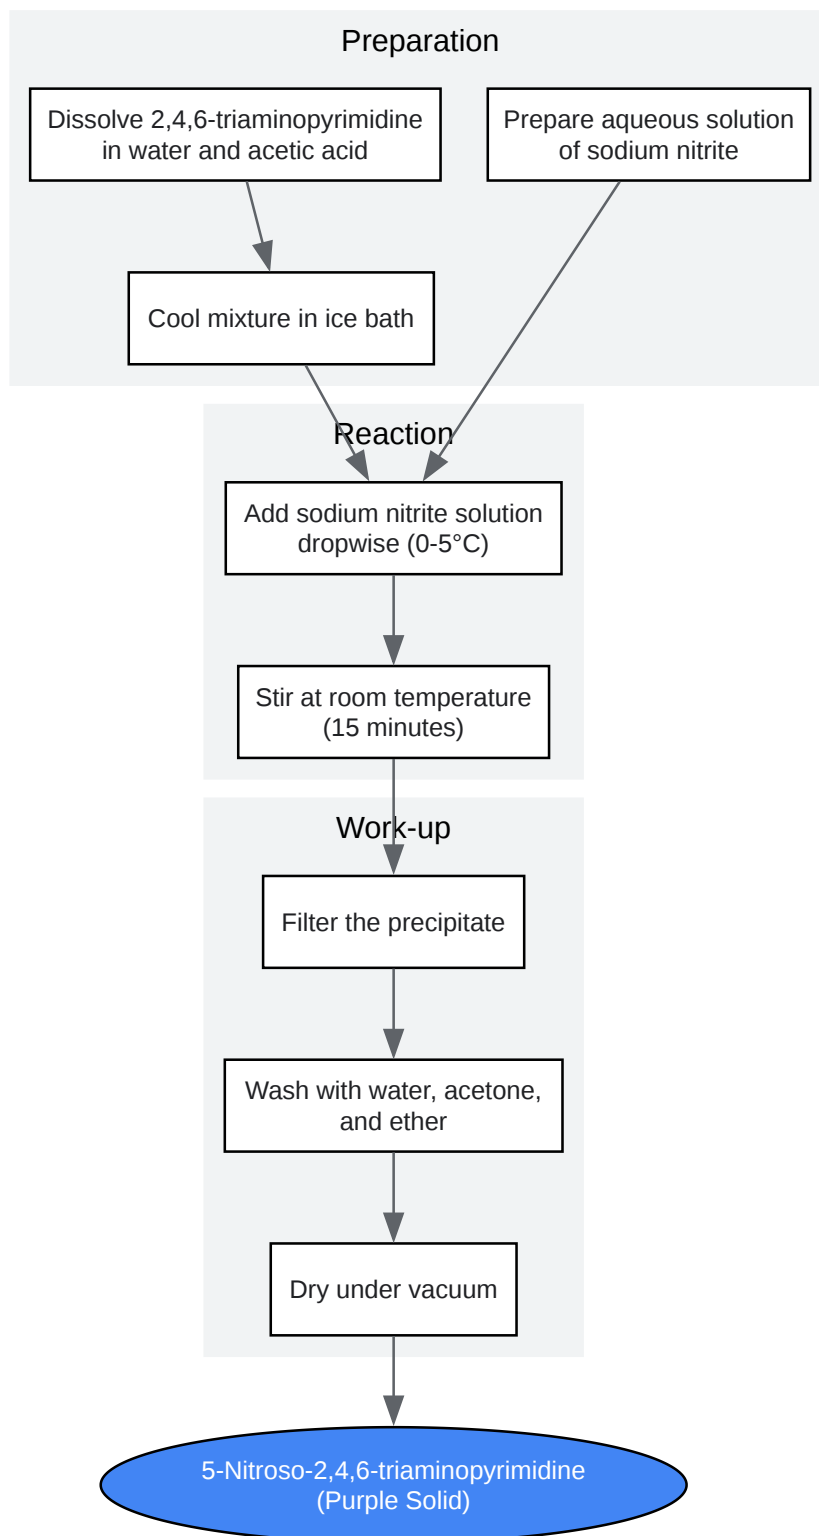 Preparation
Dissolve 2,4,6-triaminopyrimidine
in water and acetic acid
Prepare aqueous solution
of sodium nitrite
Cool mixture in ice bath
Reaction
Add sodium nitrite solution
dropwise (0-5°C)
Stir at room temperature
(15 minutes)
Work-up
Filter the precipitate
Wash with water, acetone,
and ether
Dry under vacuum
5-Nitroso-2,4,6-triaminopyrimidine
(Purple Solid)